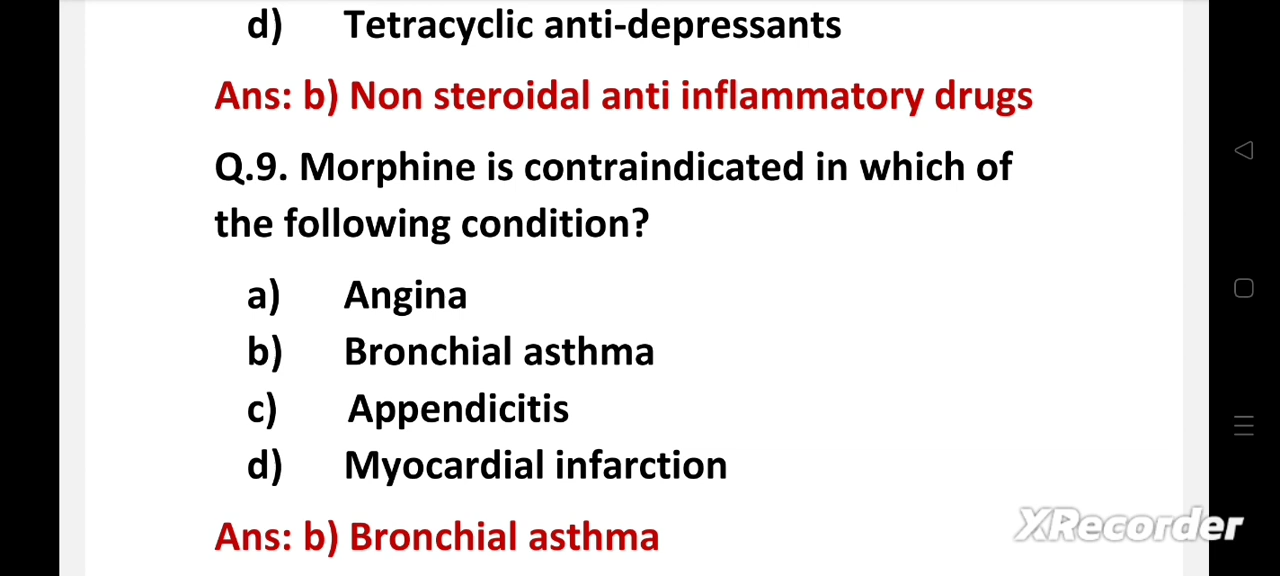 d) Tetracyclic anti-depressants
Ans: b) Non steroidal anti inflammatory drugs
Q.9. Morphine is contraindicated in which of
the following condition?
a) Angina
b) Bronchial asthma
c) Appendicitis
d) Myocardial infarction
XRecorder
Ans: b) Bronchial asthma